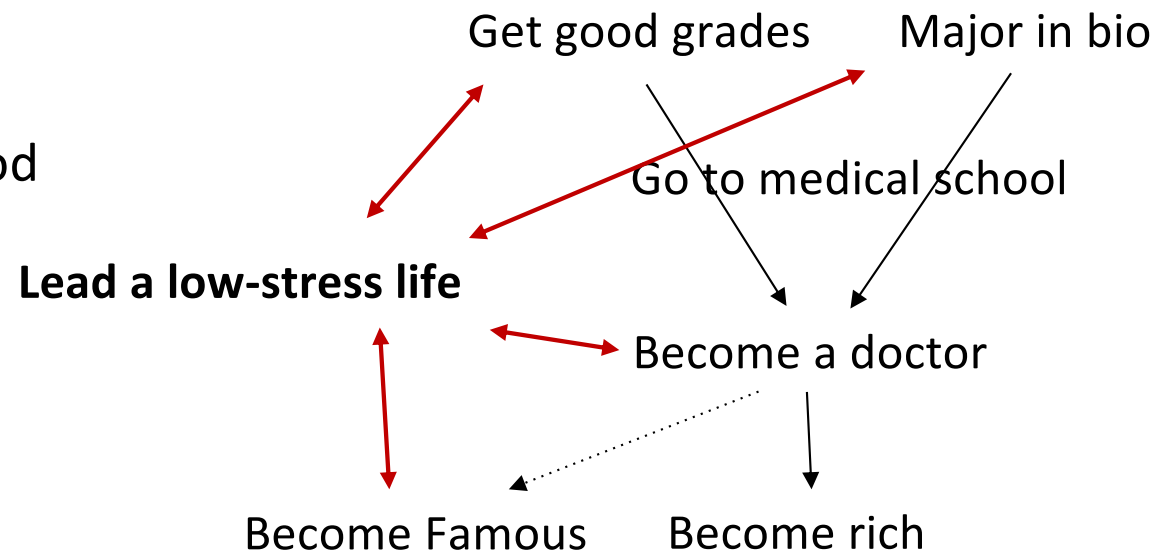 Get good grades
Major in bio
Go to medical school
Lead a low-stress life
Become a doctor
Become Famous
Become rich